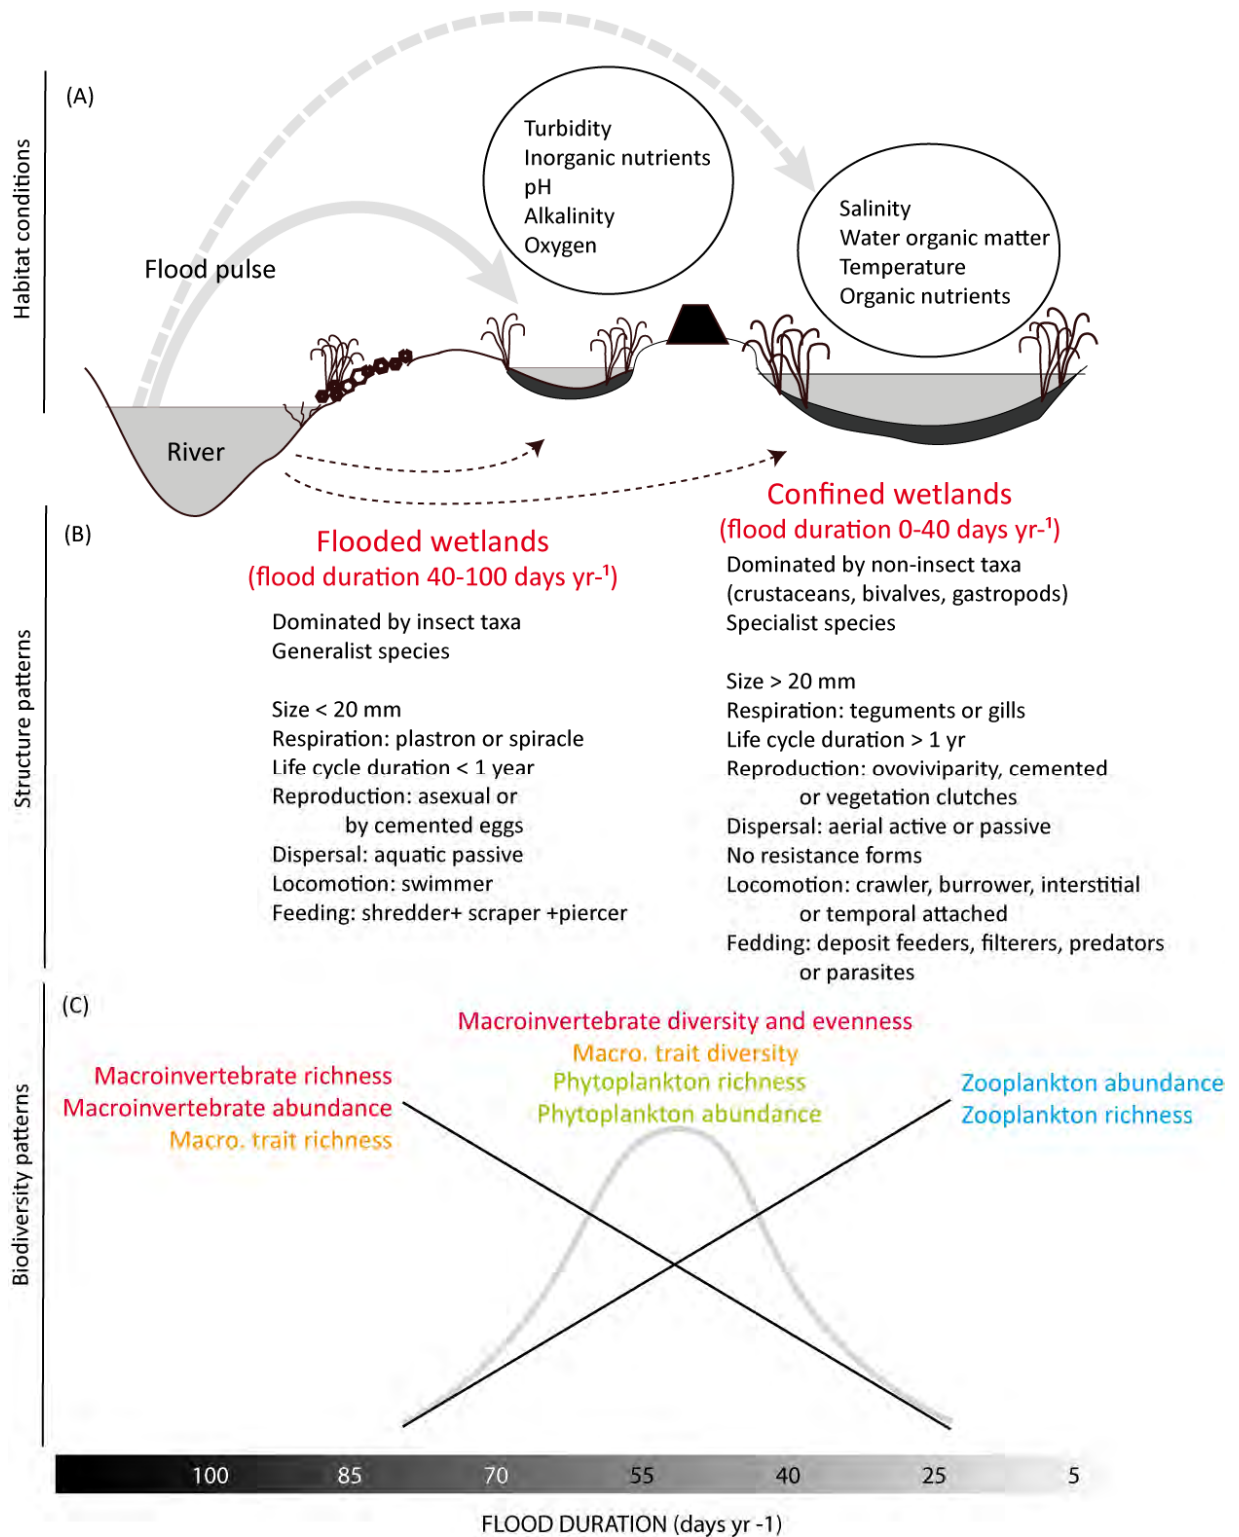 (A)
Habitat conditions
Turbidity
Inorganic nutrients
pH
Alkalinity
Oxygen
Salinity
Water organic matter
Temperature
Organic nutrients
Flood pulse
River
(B)
Structure patterns
Flooded wetlands
(flood duration 40-100 days yr-¹)
Dominated by insect taxa
Generalist species
Size < 20 mm
Respiration: plastron or spiracle
Life cycle duration < 1 year
Reproduction: asexual or
by cemented eggs
Dispersal: aquatic passive
Locomotion: swimmer
Feeding: shredder+ scraper +piercer
Confined wetlands
(flood duration 0-40 days yr-¹)
Dominated by non-insect taxa
(crustaceans, bivalves, gastropods)
Specialist species
Size > 20 mm
Respiration: teguments or gills
Life cycle duration > 1 yr
Reproduction: ovoviviparity, cemented
or vegetation clutches
Dispersal: aerial active or passive
No resistance forms
Locomotion: crawler, burrower, interstitial
or temporal attached
Fedding: deposit feeders, filterers, predators
or parasites
(C)
Biodiversity patterns
Macroinvertebrate richness
Macroinvertebrate abundance
Macro. trait richness
Macroinvertebrate diversity and evenness
Macro. trait diversity
Phytoplankton richness
Phytoplankton abundance
Zooplankton abundance
Zooplankton richness
100 85 70 55 40 25 5
FLOOD DURATION (days yr -1)